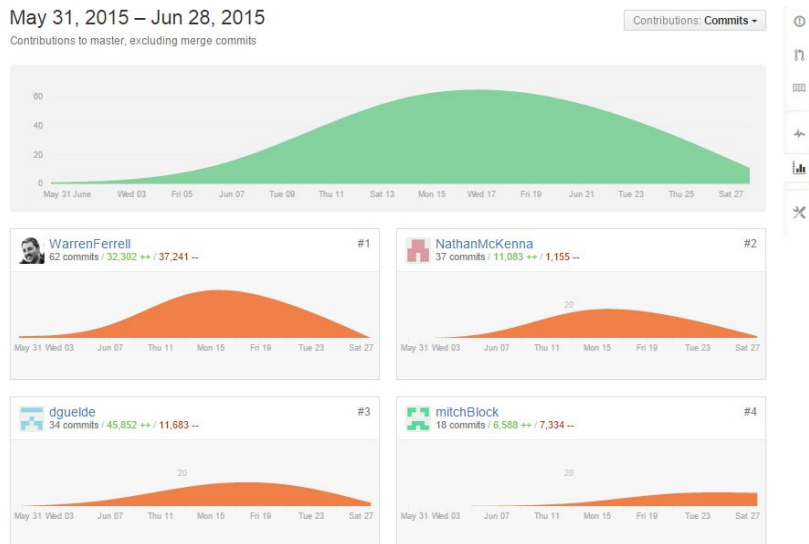 May 31, 2015 – Jun 28, 2015
Contributions: Commits
Contributions to master, excluding merge commits
60
40
20
0
May 31 June Wed 03 Fri 05 Jun 07 Tue 09 Thu 11 Sat 13 Mon 15 Wed 17 Fri 19 Jun 21 Tue 23 Thu 25 Sat 27
WarrenFerrell #1
62 commits / 32,302 ++ / 37,241 --
May 31 Wed 03 Jun 07 Thu 11 Mon 15 Fri 19 Tue 23 Sat 27
NathanMcKenna #2
37 commits / 11,083 ++ / 1,155 --
20
May 31 Wed 03 Jun 07 Thu 11 Mon 15 Fri 19 Tue 23 Sat 27
dguelde #3
34 commits / 45,852 ++ / 11,683 --
20
May 31 Wed 03 Jun 07 Thu 11 Mon 15 Fri 19 Tue 23 Sat 27
mitchBlock #4
18 commits / 6,588 ++ / 7,334 --
20
May 31 Wed 03 Jun 07 Thu 11 Mon 15 Fri 19 Tue 23 Sat 27